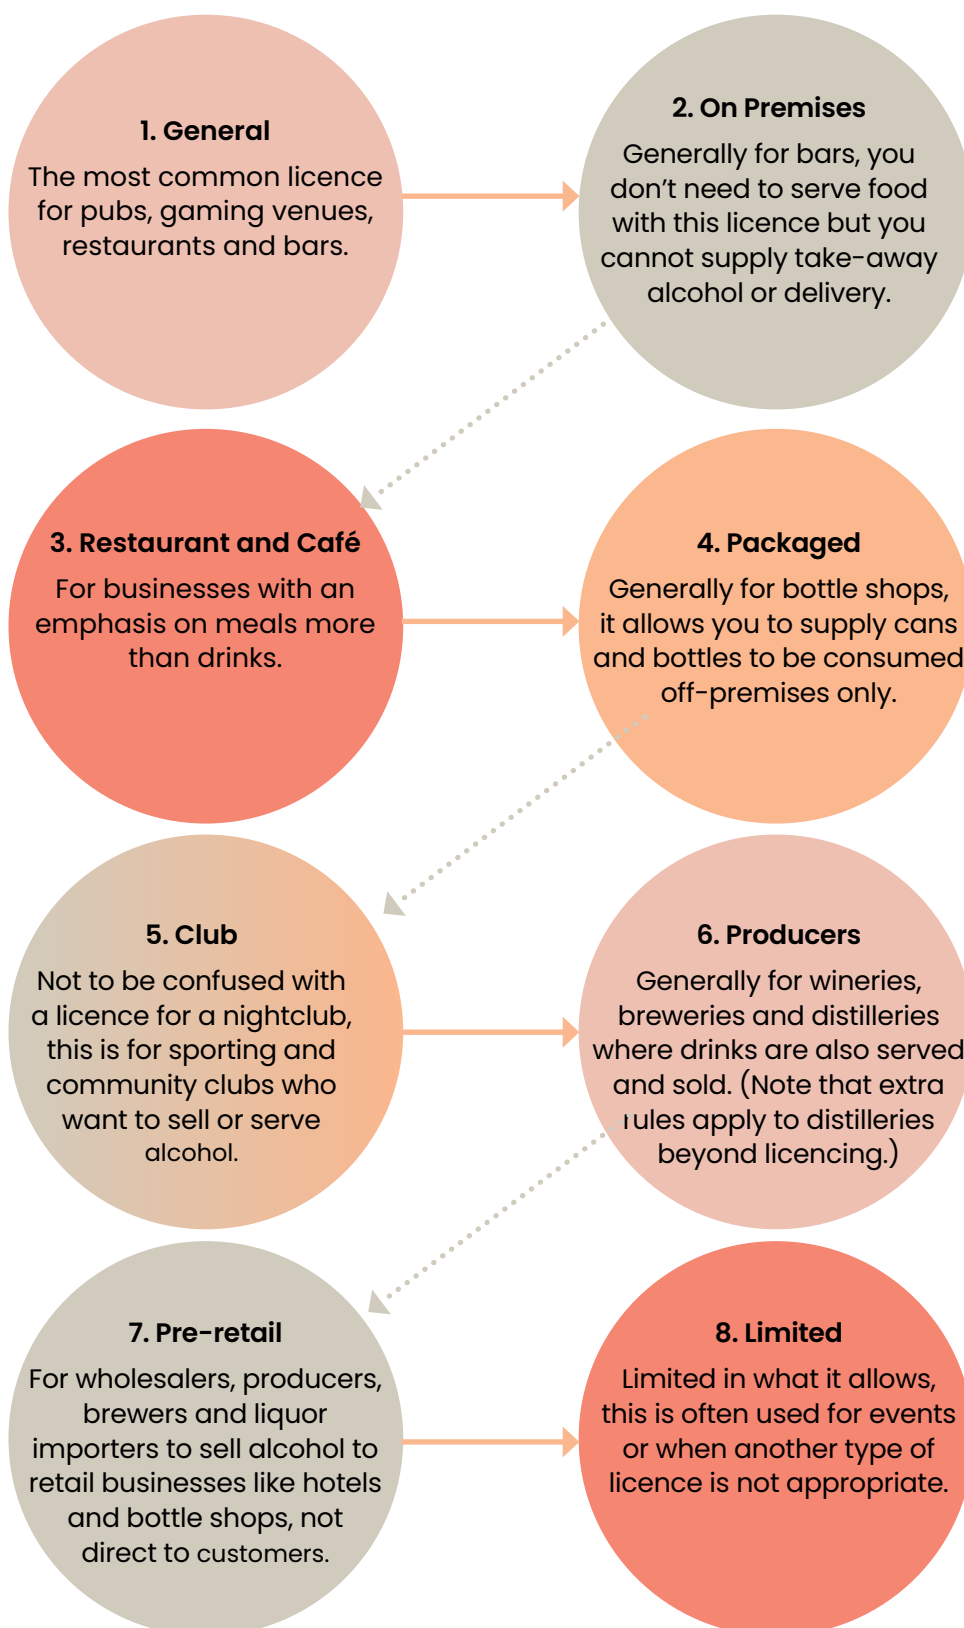 1. General
The most common licence
for pubs, gaming venues,
restaurants and bars.
2. On Premises
Generally for bars, you
don’t need to serve food
with this licence but you
cannot supply take-away
alcohol or delivery.
3. Restaurant and Café
For businesses with an
emphasis on meals more
than drinks.
4. Packaged
Generally for bottle shops,
it allows you to supply cans
and bottles to be consumed
off-premises only.
5. Club
Not to be confused with
a licence for a nightclub,
this is for sporting and
community clubs who
want to sell or serve
alcohol.
6. Producers
Generally for wineries,
breweries and distilleries
where drinks are also served
and sold. (Note that extra
rules apply to distilleries
beyond licencing.)
7. Pre-retail
For wholesalers, producers,
brewers and liquor
importers to sell alcohol to
retail businesses like hotels
and bottle shops, not
direct to customers.
8. Limited
Limited in what it allows,
this is often used for events
or when another type of
licence is not appropriate.